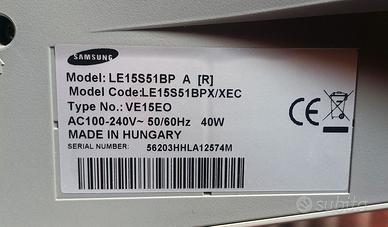 SAMSUNG
Model: LE15S51BP A [R]
Model Code:LE15S51BPX/XEC
Type No.: VE15EO
AC100-240V~ 50/60Hz 40W
MADE IN HUNGARY
SERIAL NUMBER: 56203HHLA12574M
CE
subito